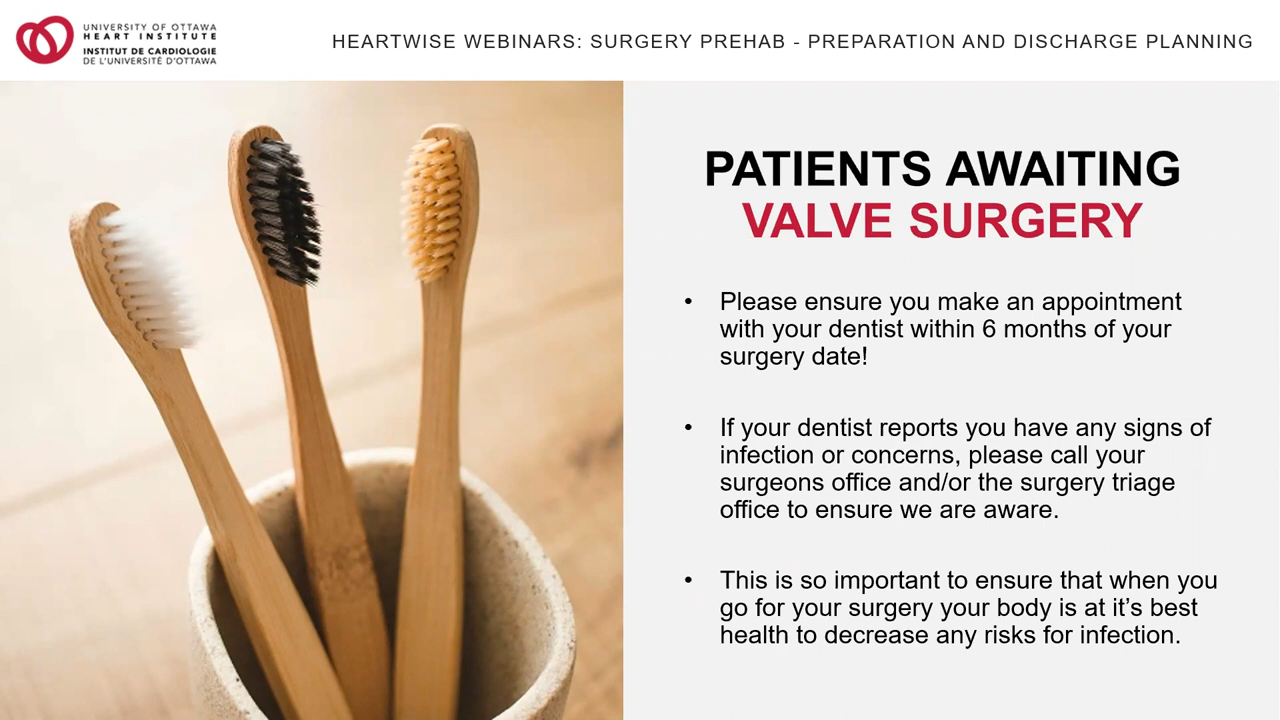 UNIVERSITY OF OTTAWA
HEART INSTITUTE
INSTITUT DE CARDIOLOGIE
DE L'UNIVERSITÉ D'OTTAWA
HEARTWISE WEBINARS: SURGERY PREHAB - PREPARATION AND DISCHARGE PLANNING
PATIENTS AWAITING
VALVE SURGERY
• Please ensure you make an appointment
with your dentist within 6 months of your
surgery date!
• If your dentist reports you have any signs of
infection or concerns, please call your
surgeons office and/or the surgery triage
office to ensure we are aware.
• This is so important to ensure that when you
go for your surgery your body is at it’s best
health to decrease any risks for infection.